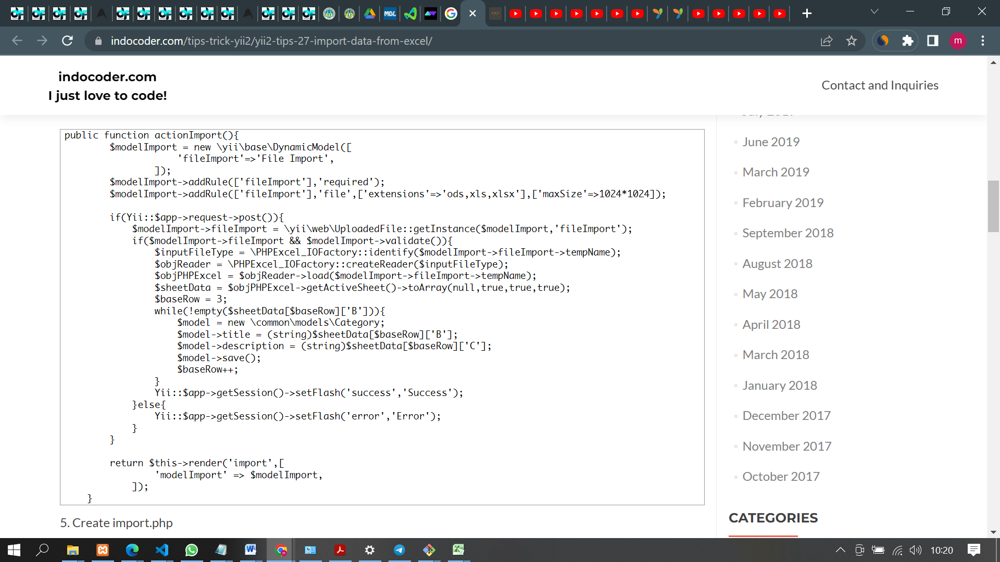 indocoder.com/tips-trick-yii2/yii2-tips-27-import-data-from-excel/
m
indocoder.com
I just love to code!
Contact and Inquiries
public function actionImport(){
$modelImport = new \yii\base\DynamicModel([
'fileImport'=>'File Import',
]);
$modelImport->addRule(['fileImport'],'required');
$modelImport->addRule(['fileImport'],'file',['extensions'=>'ods,xls,xlsx'],['maxSize'=>1024*1024]);
if(Yii::$app->request->post()){
$modelImport->fileImport = \yii\web\UploadedFile::getInstance($modelImport,'fileImport');
if($modelImport->fileImport && $modelImport->validate()){
$inputFileType = \PHPExcel_IOFactory::identify($modelImport->fileImport->tempName);
$objReader = \PHPExcel_IOFactory::createReader($inputFileType);
$objPHPExcel = $objReader->load($modelImport->fileImport->tempName);
$sheetData = $objPHPExcel->getActiveSheet()->toArray(null,true,true,true);
$baseRow = 3;
while(!empty($sheetData[$baseRow]['B'])){
$model = new \common\models\Category;
$model->title = (string)$sheetData[$baseRow]['B'];
$model->description = (string)$sheetData[$baseRow]['C'];
$model->save();
$baseRow++;
}
Yii::$app->getSession()->setFlash('success','Success');
}else{
Yii::$app->getSession()->setFlash('error','Error');
}
}
return $this->render('import',[
'modelImport' => $modelImport,
]);
}
5. Create import.php
June 2019
March 2019
February 2019
September 2018
August 2018
May 2018
April 2018
March 2018
January 2018
December 2017
November 2017
October 2017
CATEGORIES
10:20